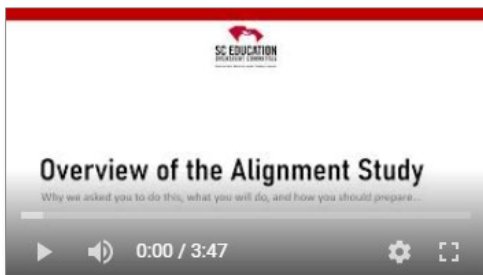 SC EDUCATION
OVERSIGHT COMMITTEE
Overview of the Alignment Study
Why we asked you to do this, what you will do, and how you should prepare...
0:00 / 3:47